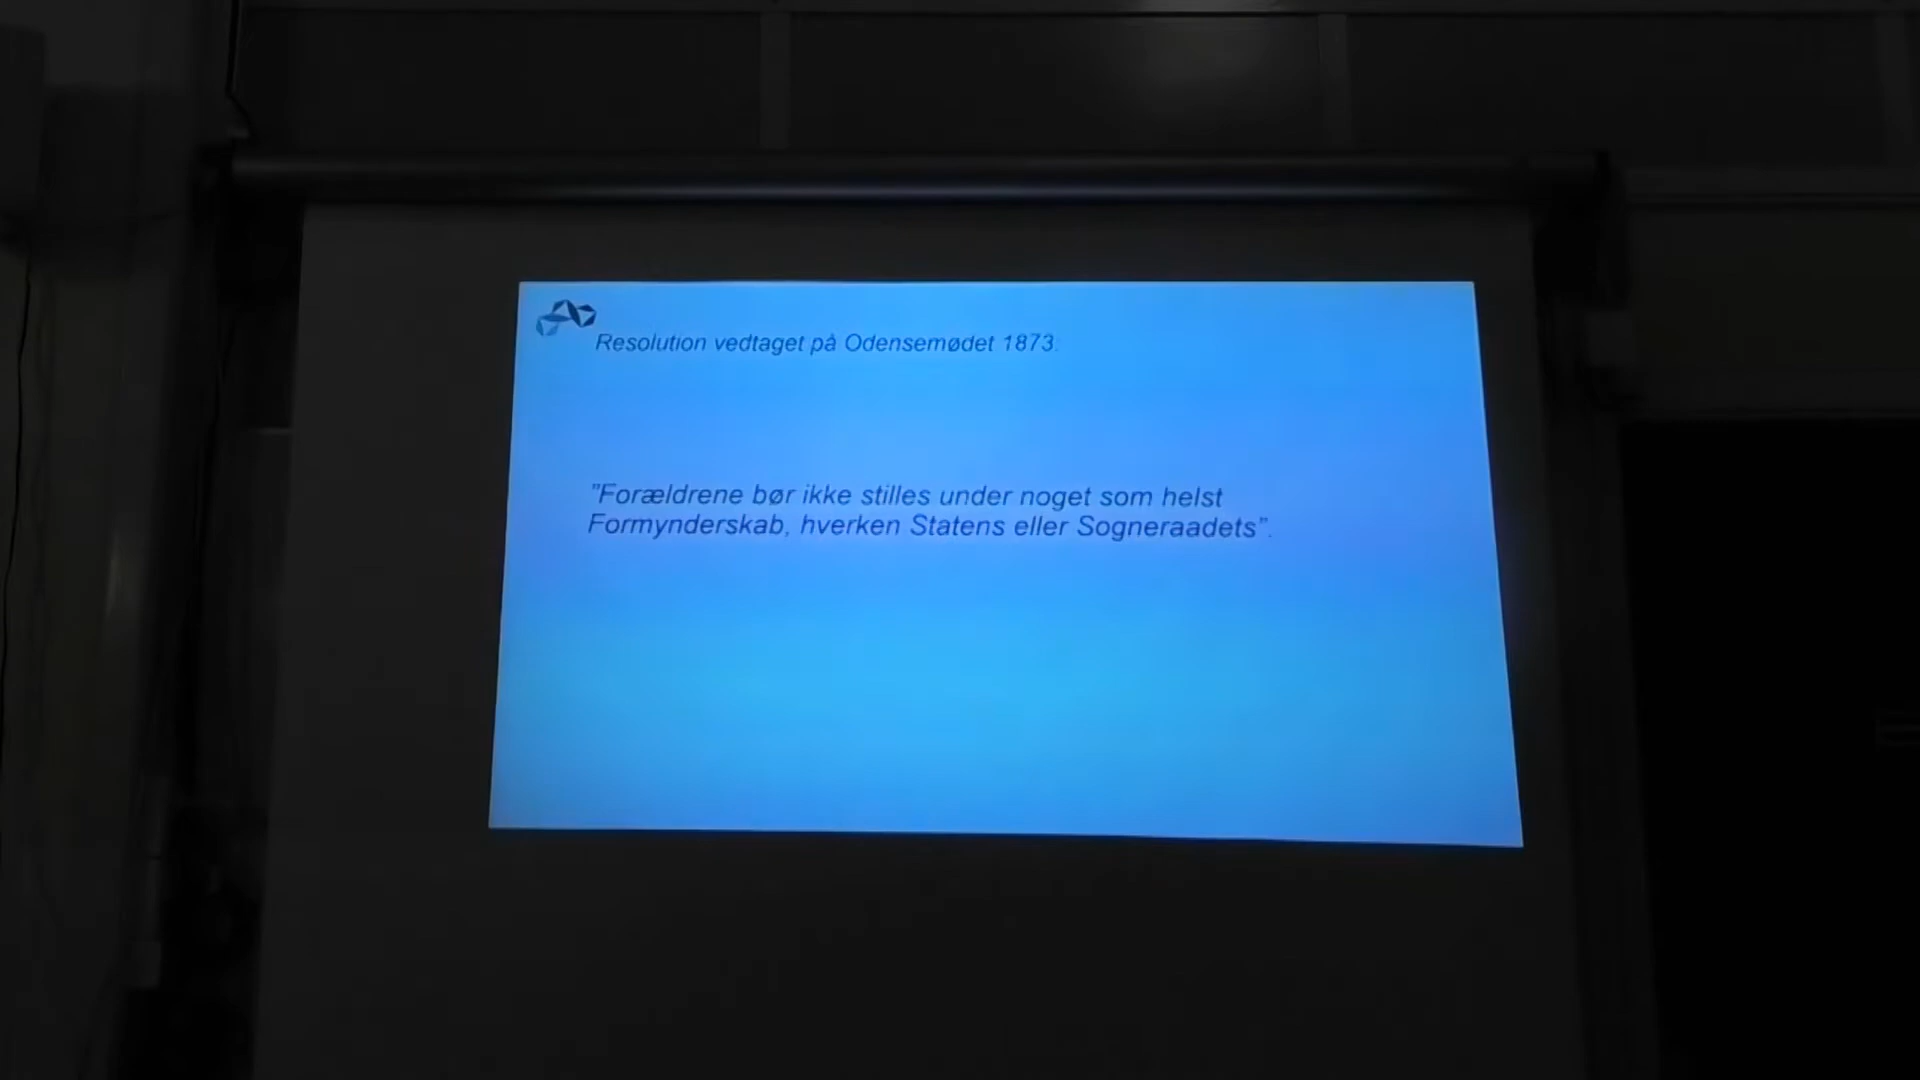 Resolution vedtaget på Odensemødet 1873.
”Forældrene bør ikke stilles under noget som helst
Formynderskab, hverken Statens eller Sogneraadets”.